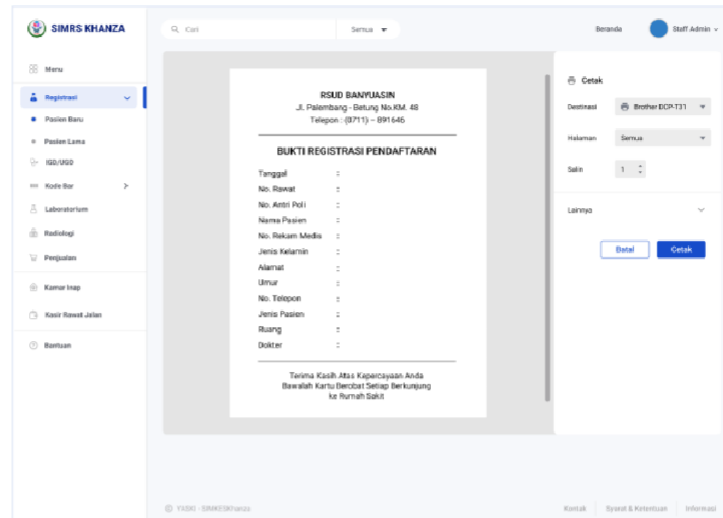 SIMRS KHANZA
Cari
Semua
Beranda
Staff Admin
Menu
Registrasi
Pasien Baru
Pasien Lama
IGD/UGD
Kode Bar
Laboratorium
Radiologi
Penjualan
Kamar Inap
Kasir Rawat Jalan
Bantuan
RSUD BANYUASIN
Jl. Palembang - Betung No.KM. 48
Telepon : (0711) – 891646
BUKTI REGISTRASI PENDAFTARAN
Tanggal :
No. Rawat :
No. Antri Poli :
Nama Pasien :
No. Rekam Medis :
Jenis Kelamin :
Alamat :
Umur :
No. Telepon :
Jenis Pasien :
Ruang :
Dokter :
Terima Kasih Atas Kepercayaan Anda
Bawalah Kartu Berobat Setiap Berkunjung
ke Rumah Sakit
Cetak
Destinasi Brother DCP-T31
Halaman Semua
Salin 1
Lainnya
Batal Cetak
© YASKI - SIMKESKhanza
Kontak Syarat & Ketentuan Informasi